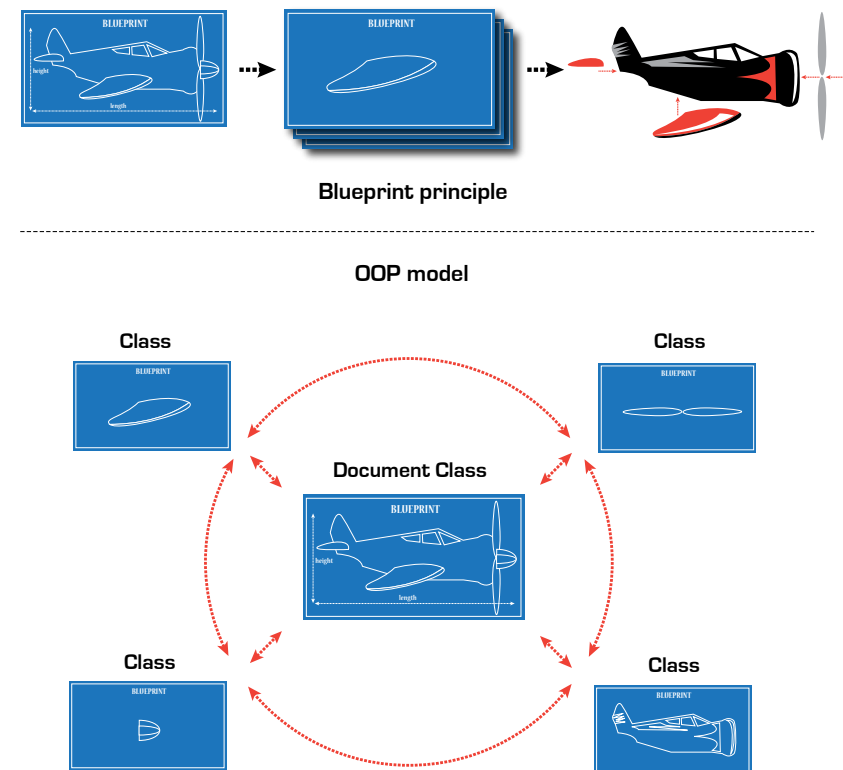 BLUEPRINT
BLUEPRINT
height
length
Blueprint principle
OOP model
Class
Class
BLUEPRINT
BLUEPRINT
Document Class
BLUEPRINT
height
length
Class
Class
BLUEPRINT
BLUEPRINT